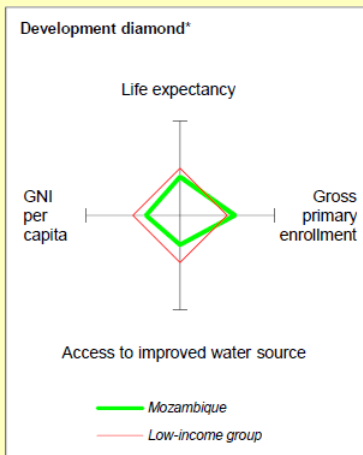 Development diamond*
Life expectancy
GNI
per
capita
Gross
primary
enrollment
Access to improved water source
Mozambique
Low-income group